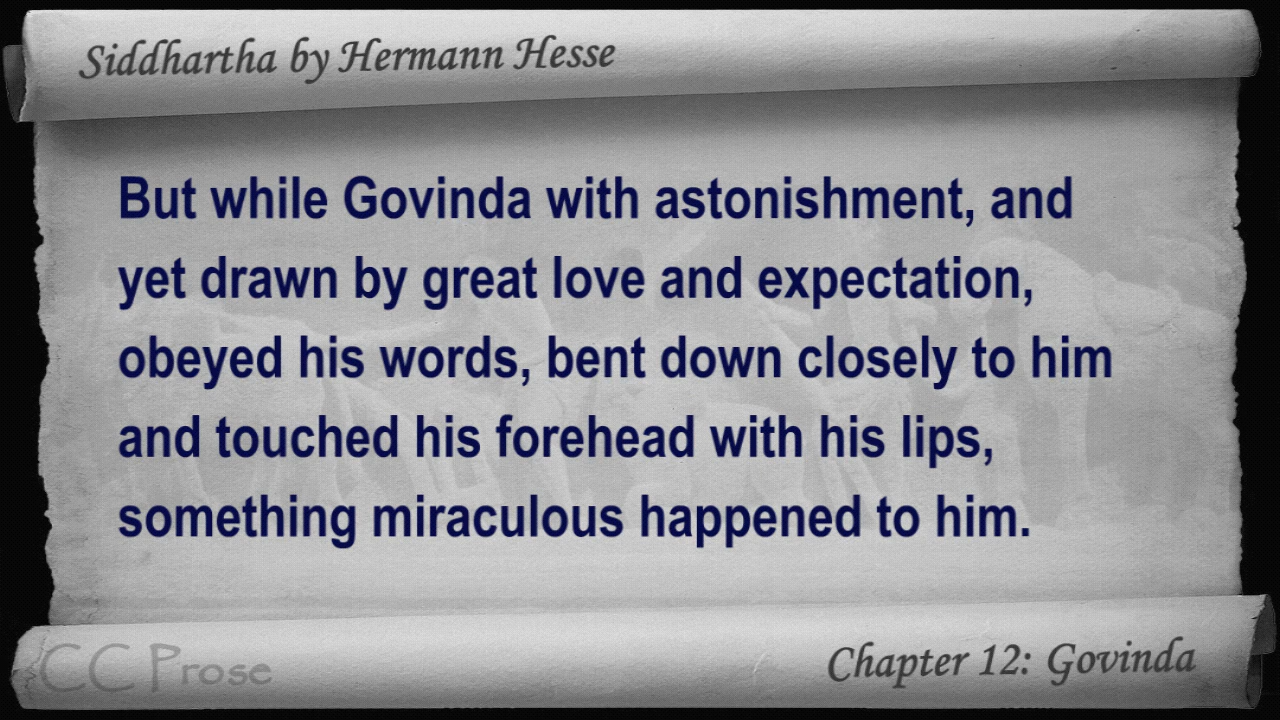 Siddhartha by Hermann Hesse
But while Govinda with astonishment, and
yet drawn by great love and expectation,
obeyed his words, bent down closely to him
and touched his forehead with his lips,
something miraculous happened to him.
CC Prose
Chapter 12: Govinda